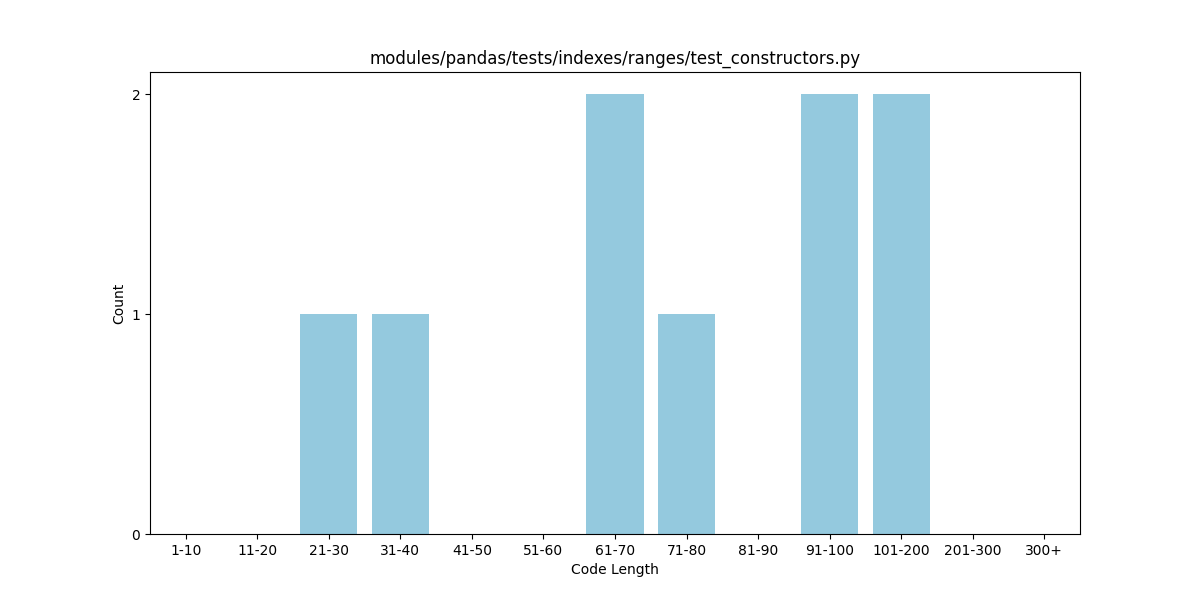 modules/pandas/tests/indexes/ranges/test_constructors.py
2
1
0
Count
1-10 11-20 21-30 31-40 41-50 51-60 61-70 71-80 81-90 91-100 101-200 201-300 300+
Code Length